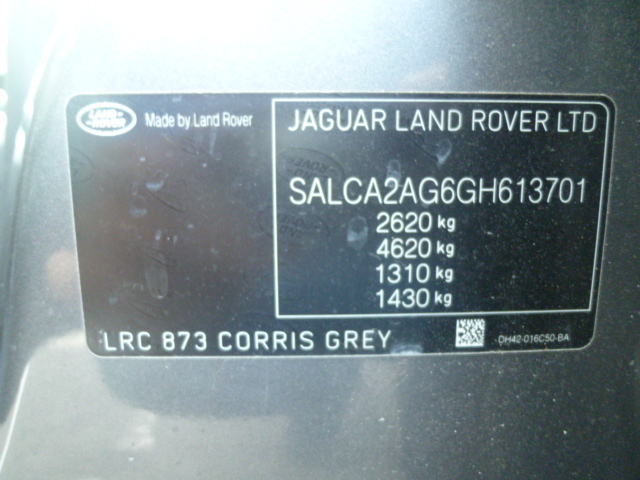 LAND ROVER
Made by Land Rover
JAGUAR LAND ROVER LTD
SALCA2AG6GH613701
2620 kg
4620 kg
1310 kg
1430 kg
LRC 873 CORRIS GREY
DH42-016C50-BA